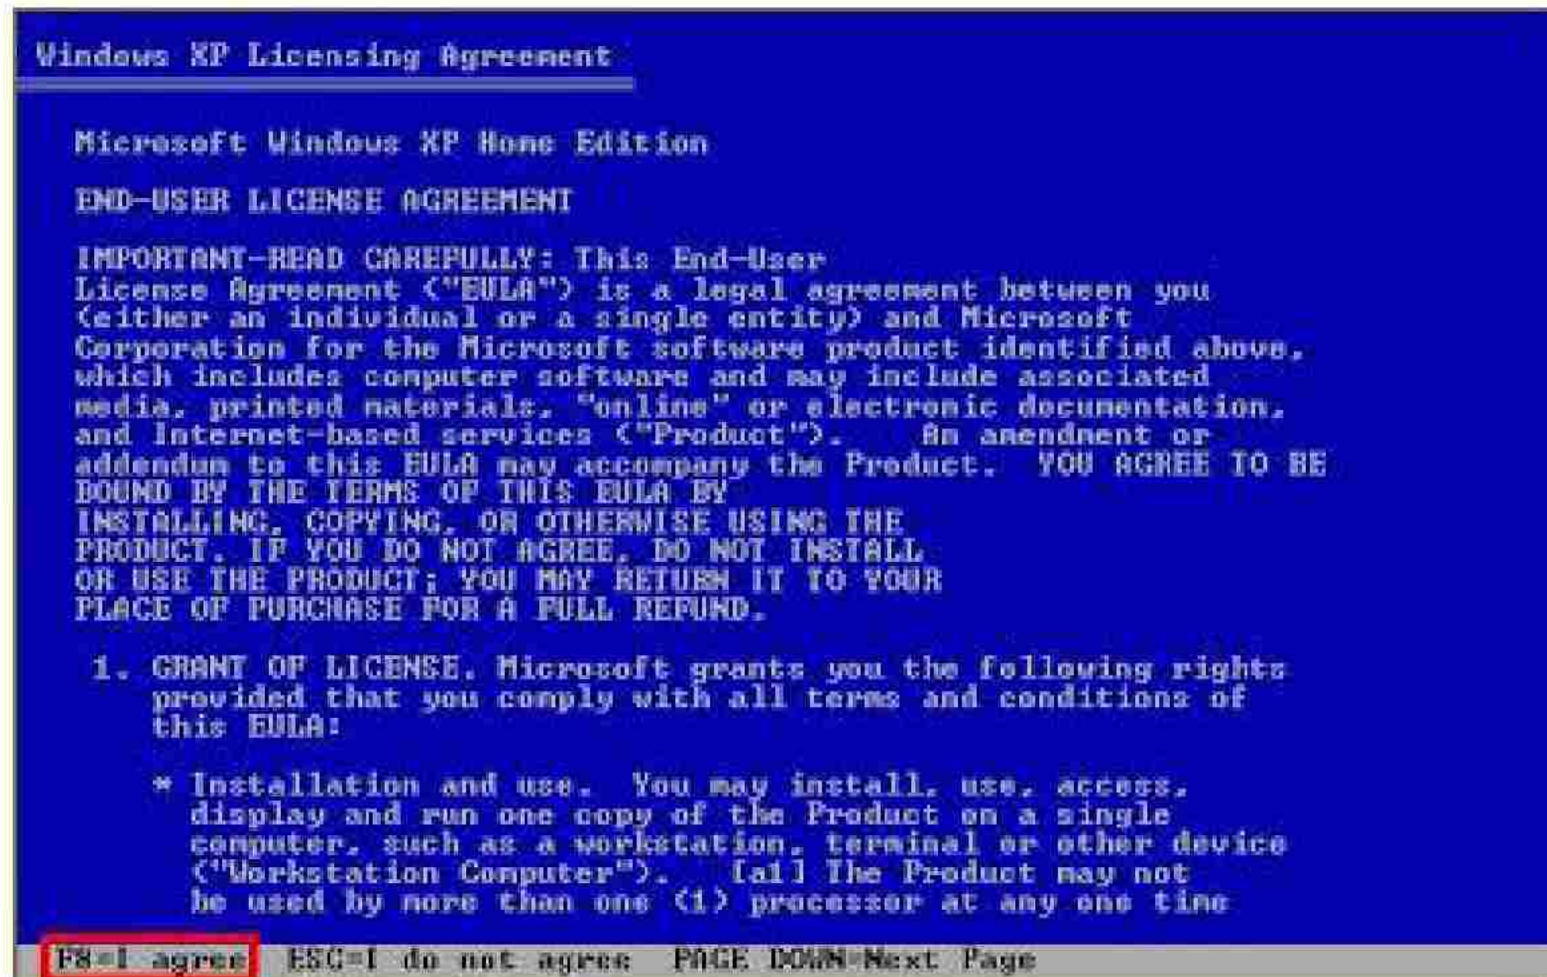 Windows XP Licensing Agreement
Microsoft Windows XP Home Edition
END-USER LICENSE AGREEMENT
IMPORTANT-READ CAREFULLY: This End-User
License Agreement ("EULA") is a legal agreement between you
(either an individual or a single entity) and Microsoft
Corporation for the Microsoft software product identified above,
which includes computer software and may include associated
media, printed materials, "online" or electronic documentation,
and Internet-based services ("Product").   An amendment or
addendum to this EULA may accompany the Product.  YOU AGREE TO BE
BOUND BY THE TERMS OF THIS EULA BY
INSTALLING, COPYING, OR OTHERWISE USING THE
PRODUCT. IF YOU DO NOT AGREE, DO NOT INSTALL
OR USE THE PRODUCT; YOU MAY RETURN IT TO YOUR
PLACE OF PURCHASE FOR A FULL REFUND.
1. GRANT OF LICENSE. Microsoft grants you the following rights
provided that you comply with all terms and conditions of
this EULA:
* Installation and use.  You may install, use, access,
display and run one copy of the Product on a single
computer, such as a workstation, terminal or other device
("Workstation Computer").   [a1] The Product may not
be used by more than one (1) processor at any one time
F8=I agree  ESC=I do not agree  PAGE DOWN=Next Page